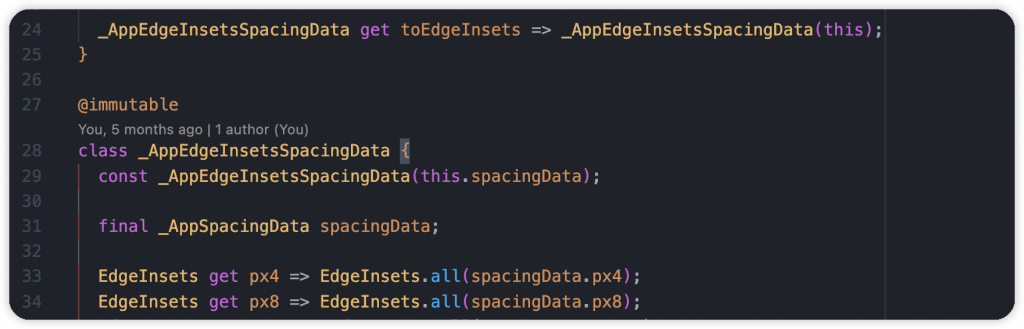 24 _AppEdgeInsetsSpacingData get toEdgeInsets => _AppEdgeInsetsSpacingData(this);
25 }
26
27 @immutable
You, 5 months ago | 1 author (You)
28 class _AppEdgeInsetsSpacingData {
29 const _AppEdgeInsetsSpacingData(this.spacingData);
30
31 final _AppSpacingData spacingData;
32
33 EdgeInsets get px4 => EdgeInsets.all(spacingData.px4);
34 EdgeInsets get px8 => EdgeInsets.all(spacingData.px8);